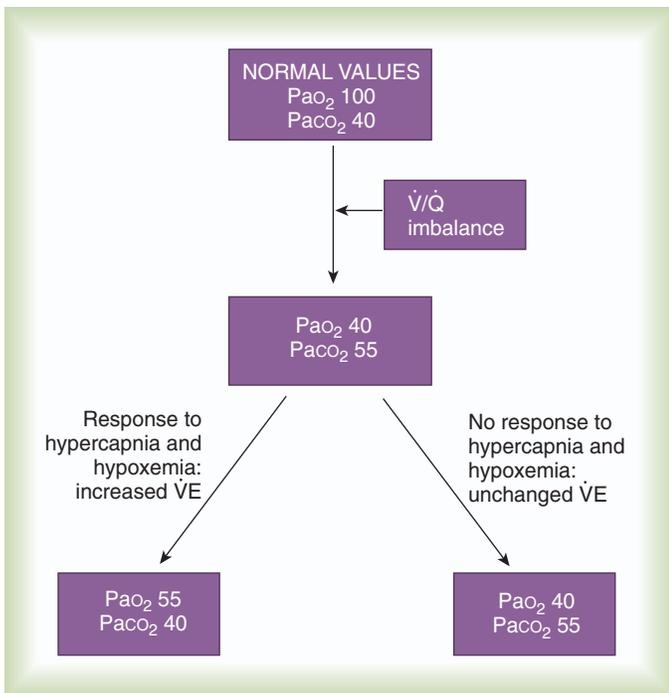 NORMAL VALUES
PaO₂ 100
PaCO₂ 40
V̇/Q̇
imbalance
PaO₂ 40
PaCO₂ 55
Response to
hypercapnia and
hypoxemia:
increased V̇E
No response to
hypercapnia and
hypoxemia:
unchanged V̇E
PaO₂ 55
PaCO₂ 40
PaO₂ 40
PaCO₂ 55